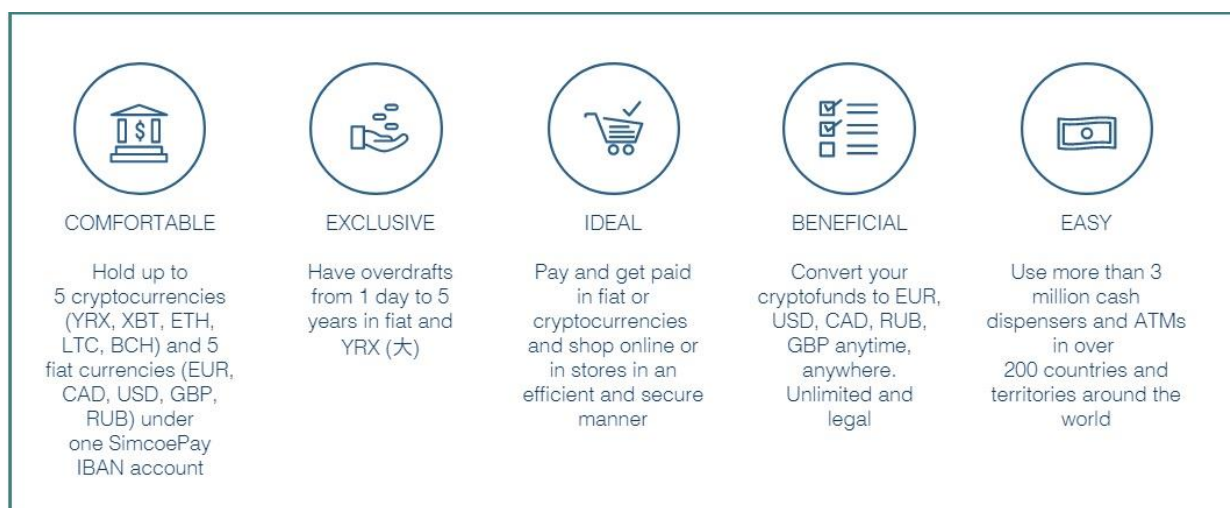 COMFORTABLE
Hold up to
5 cryptocurrencies
(YRX, XBT, ETH,
LTC, BCH) and 5
fiat currencies (EUR,
CAD, USD, GBP,
RUB) under
one SimcoePay
IBAN account
EXCLUSIVE
Have overdrafts
from 1 day to 5
years in fiat and
YRX (大)
IDEAL
Pay and get paid
in fiat or
cryptocurrencies
and shop online or
in stores in an
efficient and secure
manner
BENEFICIAL
Convert your
cryptofunds to EUR,
USD, CAD, RUB,
GBP anytime,
anywhere.
Unlimited and
legal
EASY
Use more than 3
million cash
dispensers and ATMs
in over
200 countries and
territories around the
world